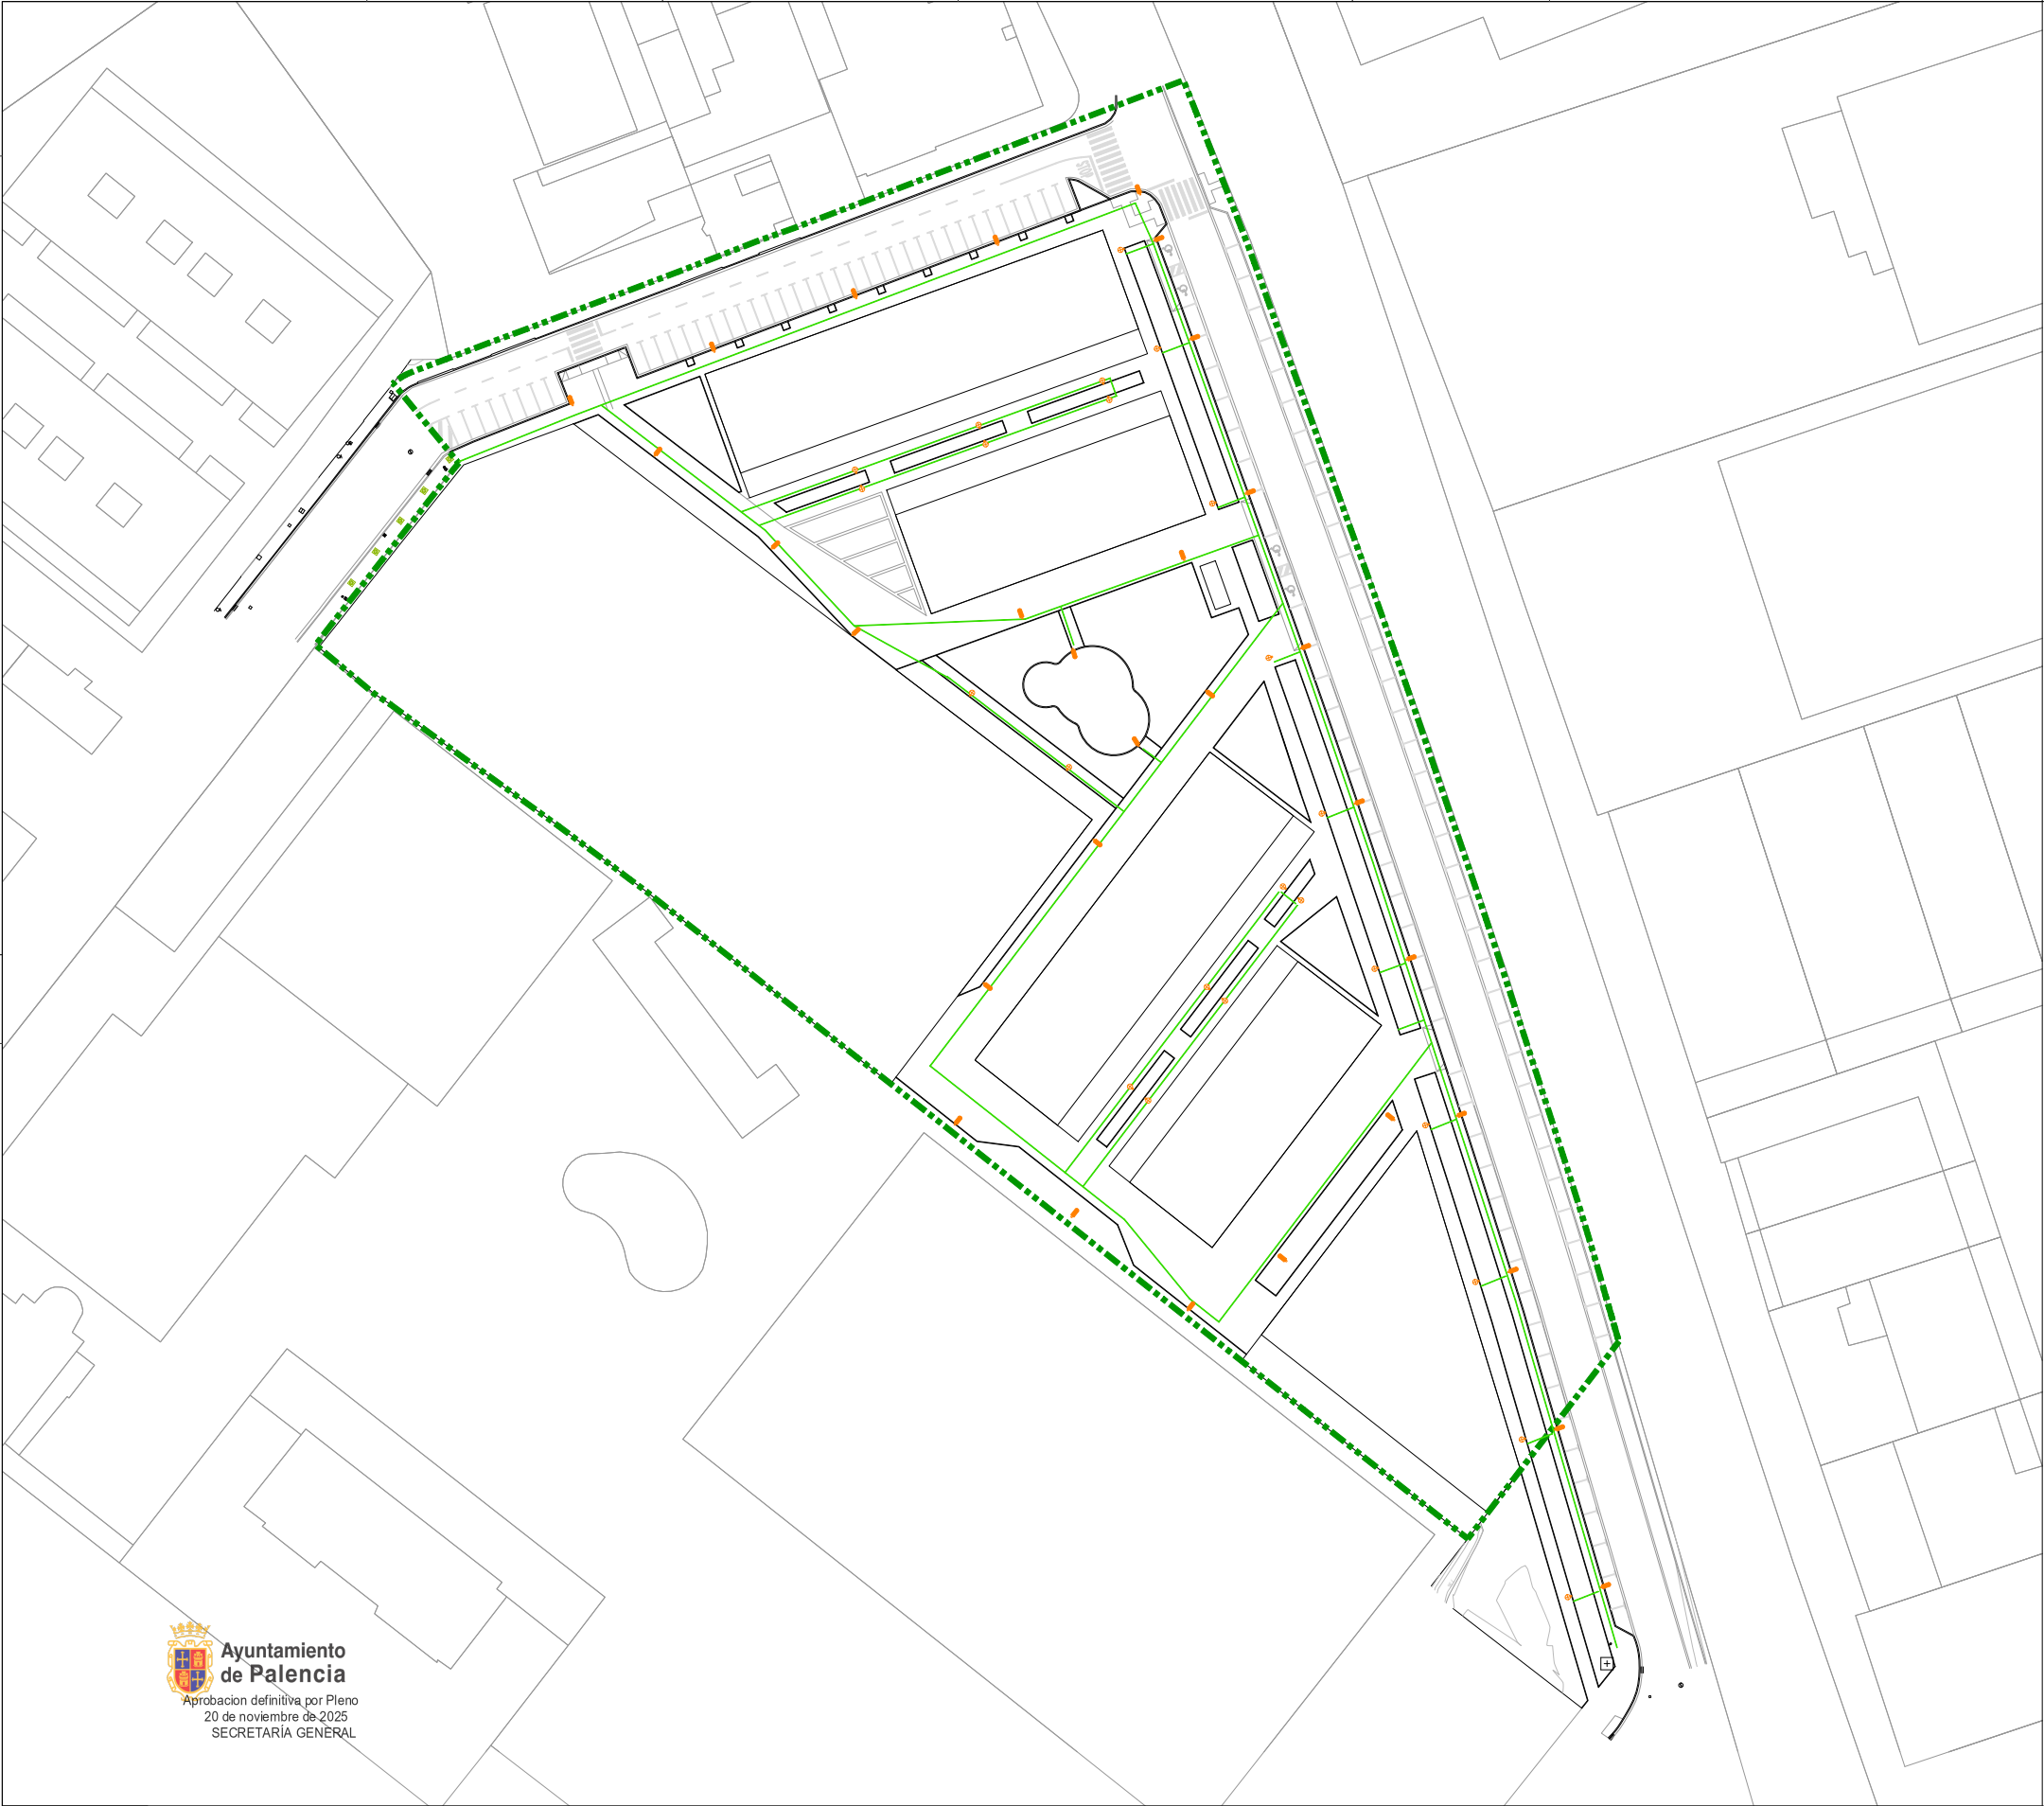 Ayuntamiento
de Palencia
Aprobacion definitiva por Pleno
20 de noviembre de 2025
SECRETARÍA GENERAL